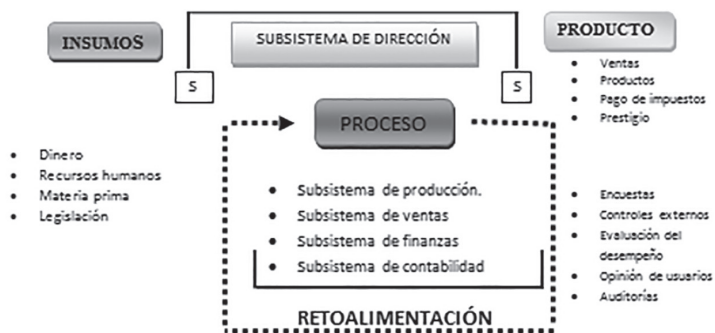 INSUMOS
SUBSISTEMA DE DIRECCIÓN
PRODUCTO
S
S
Ventas
Productos
Pago de impuestos
Prestigio
PROCESO
Dinero
Recursos humanos
Materia prima
Legislación
Subsistema de producción.
Subsistema de ventas
Subsistema de finanzas
Subsistema de contabilidad
Encuestas
Controles externos
Evaluación del
desempeño
Opinión de usuarios
Auditorías
RETOALIMENTACIÓN